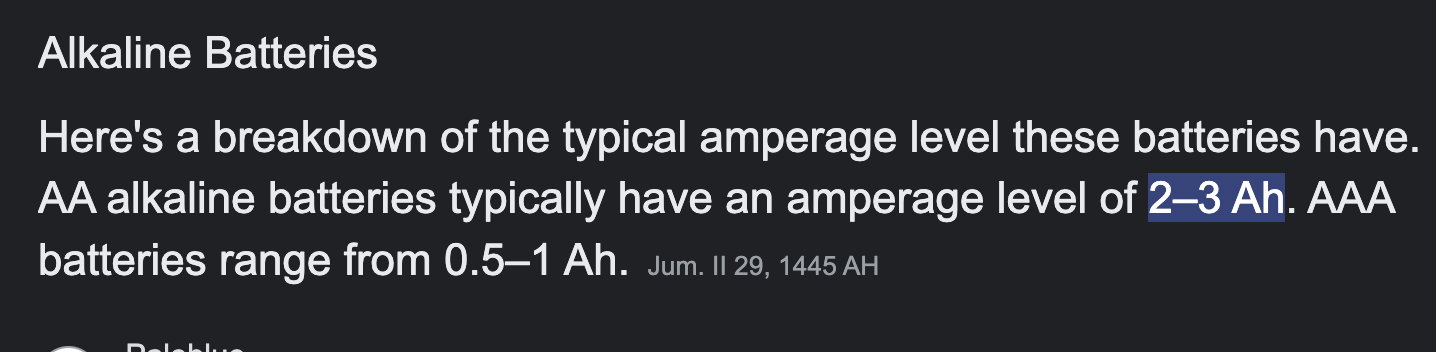 Alkaline Batteries
Here's a breakdown of the typical amperage level these batteries have.
AA alkaline batteries typically have an amperage level of 2–3 Ah. AAA
batteries range from 0.5–1 Ah. Jum. II 29, 1445 AH